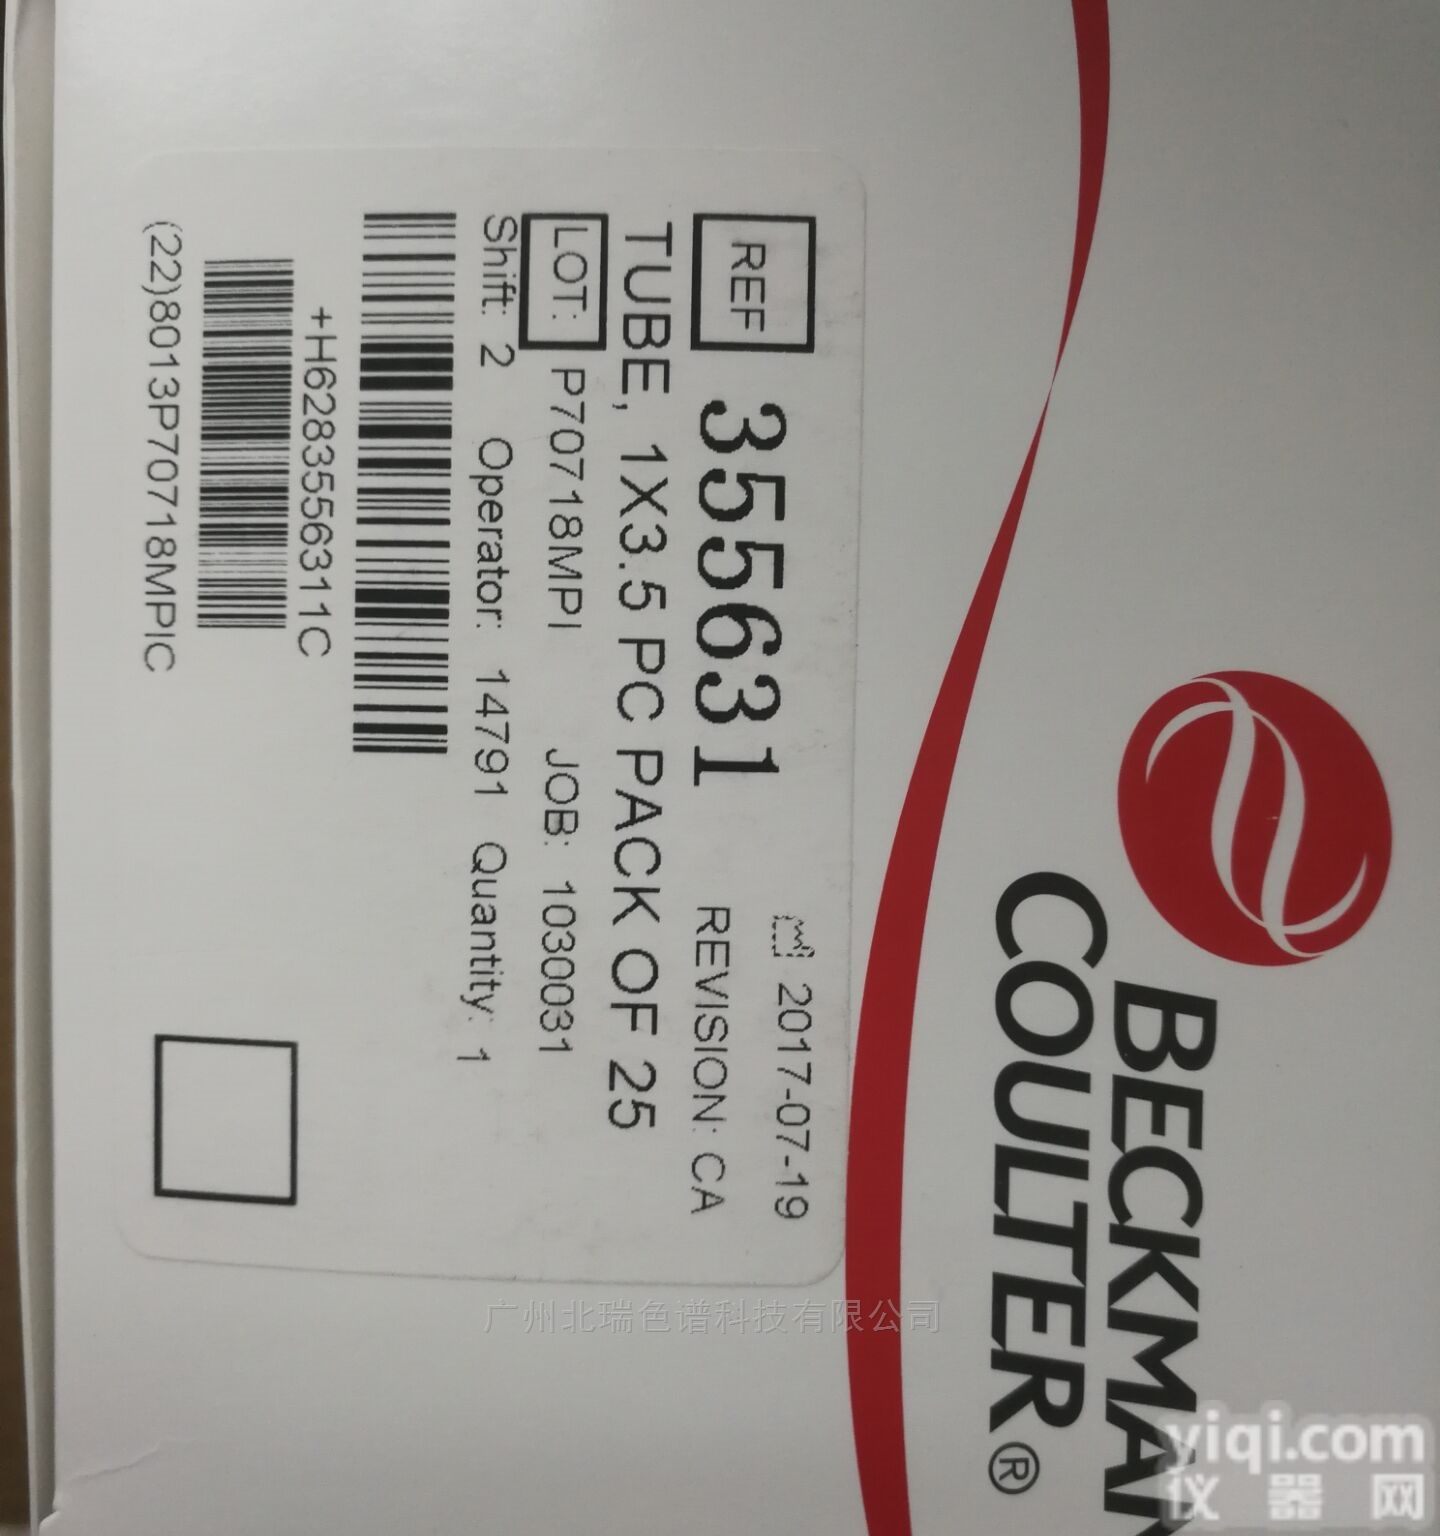 BECKMAN
COULTER®
2017-07-19
REF 355631 REVISION: CA
TUBE, 1X3.5 PC PACK OF 25
LOT: P70718MPI JOB: 1030031
Shift: 2 Operator: 14791 Quantity: 1
+H6283556311C
(22)8013P70718MPIC
广州北瑞色谱科技有限公司
yiqi.com
仪器网